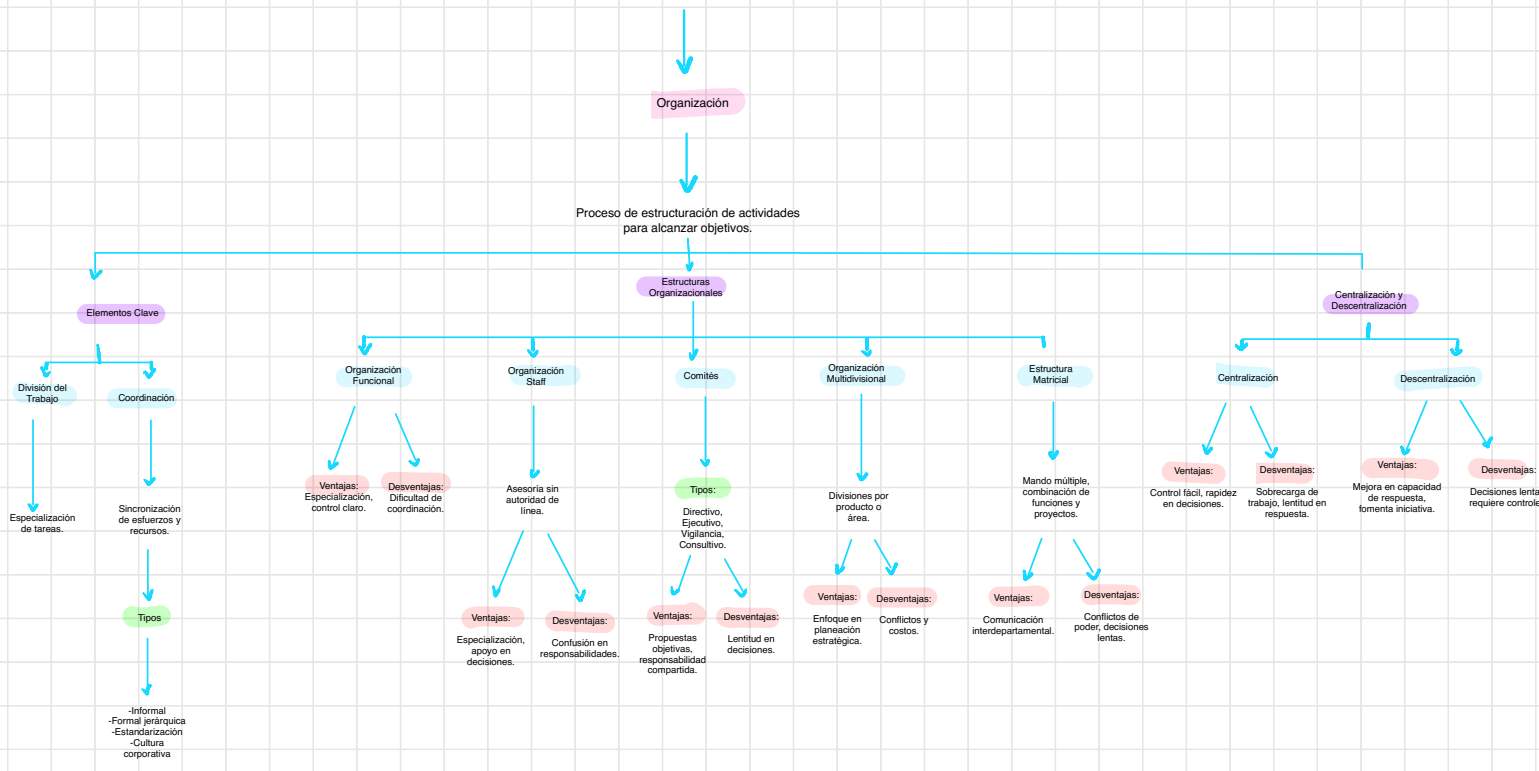 Organización
Proceso de estructuración de actividades
para alcanzar objetivos.
Elementos Clave
División del
Trabajo
Especialización
de tareas.
Coordinación
Sincronización
de esfuerzos y
recursos.
Tipos
-Informal
-Formal jerárquica
-Estandarización
-Cultura
corporativa
Estructuras
Organizacionales
Organización
Funcional
Ventajas:
Especialización,
control claro.
Desventajas:
Dificultad de
coordinación.
Organización
Staff
Asesoría sin
autoridad de
línea.
Ventajas:
Especialización,
apoyo en
decisiones.
Desventajas:
Confusión en
responsabilidades.
Comités
Tipos:
Directivo,
Ejecutivo,
Vigilancia,
Consultivo.
Ventajas:
Propuestas
objetivas,
responsabilidad
compartida.
Desventajas:
Lentitud en
decisiones.
Organización
Multidivisional
Divisiones por
producto o
área.
Ventajas:
Enfoque en
planeación
estratégica.
Desventajas:
Conflictos y
costos.
Estructura
Matricial
Mando múltiple,
combinación de
funciones y
proyectos.
Ventajas:
Comunicación
interdepartamental.
Desventajas:
Conflictos de
poder, decisiones
lentas.
Centralización y
Descentralización
Centralización
Ventajas:
Control fácil, rapidez
en decisiones.
Desventajas:
Sobrecarga de
trabajo, lentitud en
respuesta.
Descentralización
Ventajas:
Mejora en capacidad
de respuesta,
fomenta iniciativa.
Desventajas:
Decisiones lenta
requiere controle